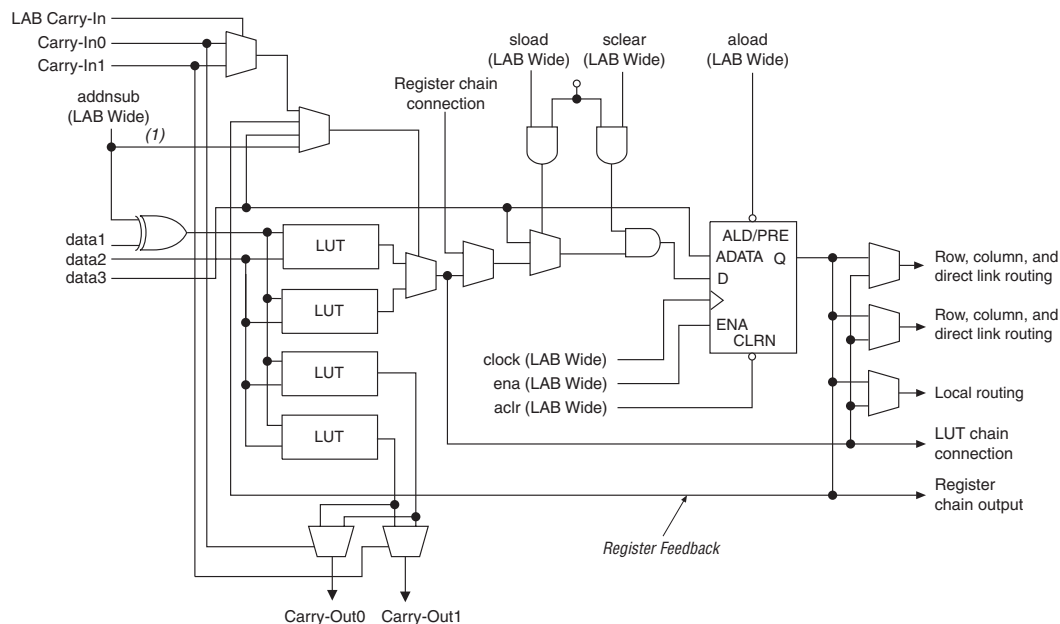 LAB Carry-In
Carry-In0
Carry-In1
addnsub
(LAB Wide)
(1)
Register chain
connection
sload
(LAB Wide)
sclear
(LAB Wide)
aload
(LAB Wide)
data1
data2
data3
LUT
LUT
LUT
LUT
ALD/PRE
ADATA
Q
D
ENA
CLRN
clock (LAB Wide)
ena (LAB Wide)
aclr (LAB Wide)
Row, column, and
direct link routing
Row, column, and
direct link routing
Local routing
LUT chain
connection
Register
chain output
Register Feedback
Carry-Out0
Carry-Out1